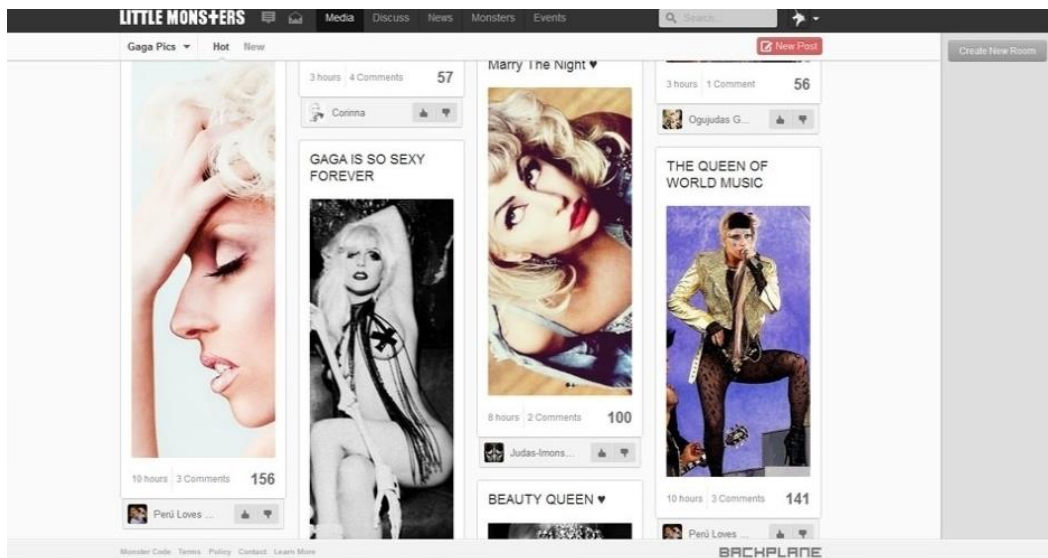 LITTLE MONSTERS Media Discuss News Monsters Events Search...
Gaga Pics Hot New New Post Create New Room
10 hours 3 Comments 156
Perú Loves ...
3 hours 4 Comments 57
Corinna
GAGA IS SO SEXY
FOREVER
Marry The Night ♥
8 hours 2 Comments 100
Judas-Imons...
BEAUTY QUEEN ♥
3 hours 1 Comment 56
Ogujudas G...
THE QUEEN OF
WORLD MUSIC
10 hours 3 Comments 141
Perú Loves ...
Monster Code Terms Policy Contact Learn More BACKPLANE